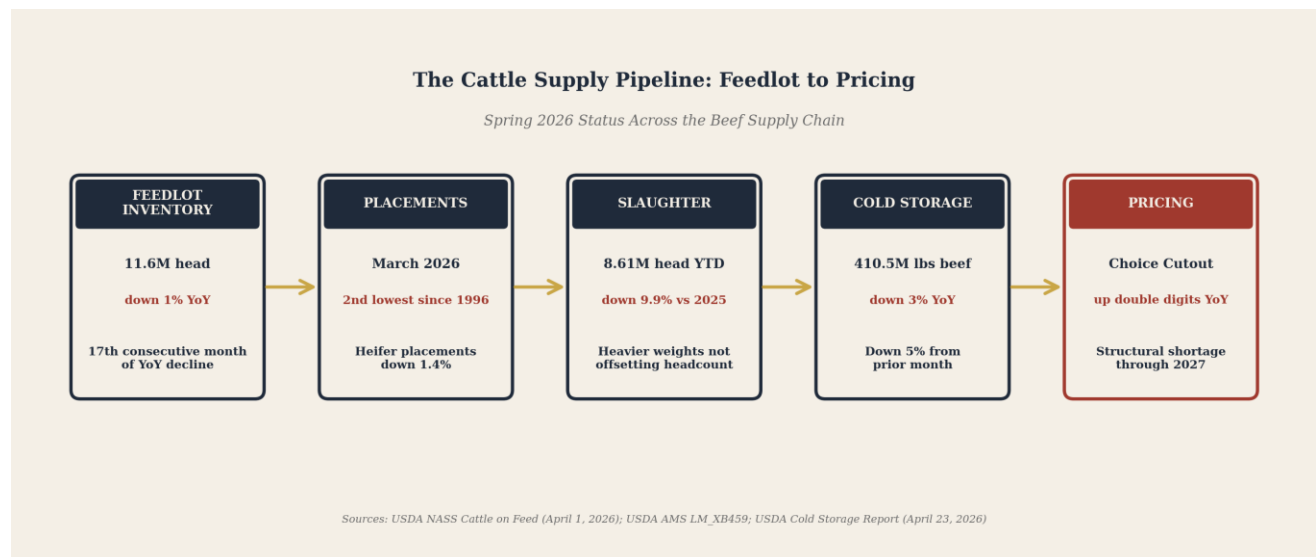 The Cattle Supply Pipeline: Feedlot to Pricing
Spring 2026 Status Across the Beef Supply Chain
FEEDLOT
INVENTORY
11.6M head
down 1% YoY
17th consecutive month
of YoY decline
PLACEMENTS
March 2026
2nd lowest since 1996
Heifer placements
down 1.4%
SLAUGHTER
8.61M head YTD
down 9.9% vs 2025
Heavier weights not
offsetting headcount
COLD STORAGE
410.5M lbs beef
down 3% YoY
Down 5% from
prior month
PRICING
Choice Cutout
up double digits YoY
Structural shortage
through 2027
Sources: USDA NASS Cattle on Feed (April 1, 2026); USDA AMS LM_XB459; USDA Cold Storage Report (April 23, 2026)